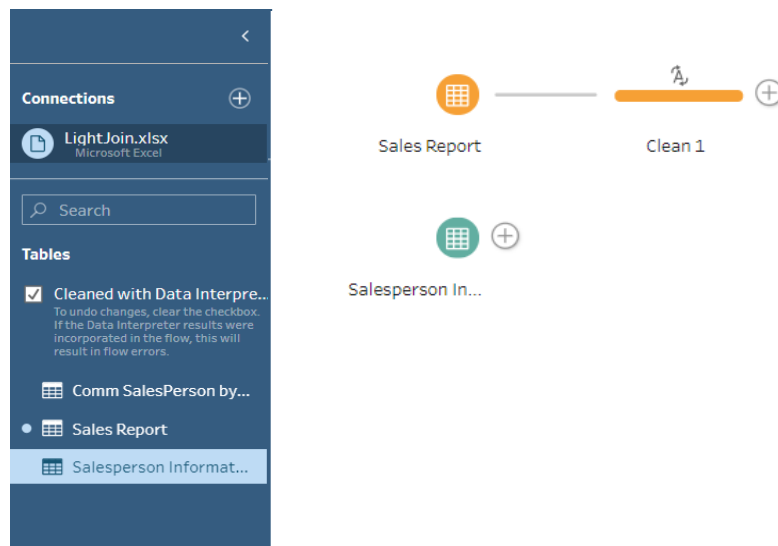 Connections
LightJoin.xlsx
Microsoft Excel
Search
Tables
Cleaned with Data Interpre...
To undo changes, clear the checkbox.
If the Data Interpreter results were
incorporated in the flow, this will
result in flow errors.
Comm SalesPerson by...
Sales Report
Salesperson Informat...
Sales Report
Clean 1
Salesperson In...